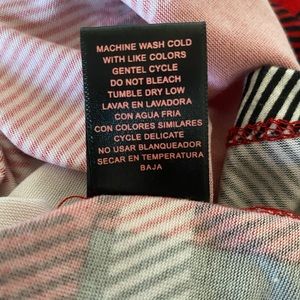 MACHINE WASH COLD
WITH LIKE COLORS
GENTEL CYCLE
DO NOT BLEACH
TUMBLE DRY LOW
LAVAR EN LAVADORA
CON AGUA FRIA
CON COLORES SIMILARES
CYCLE DELICATE
NO USAR BLANQUEADOR
SECAR EN TEMPERATURA
BAJA